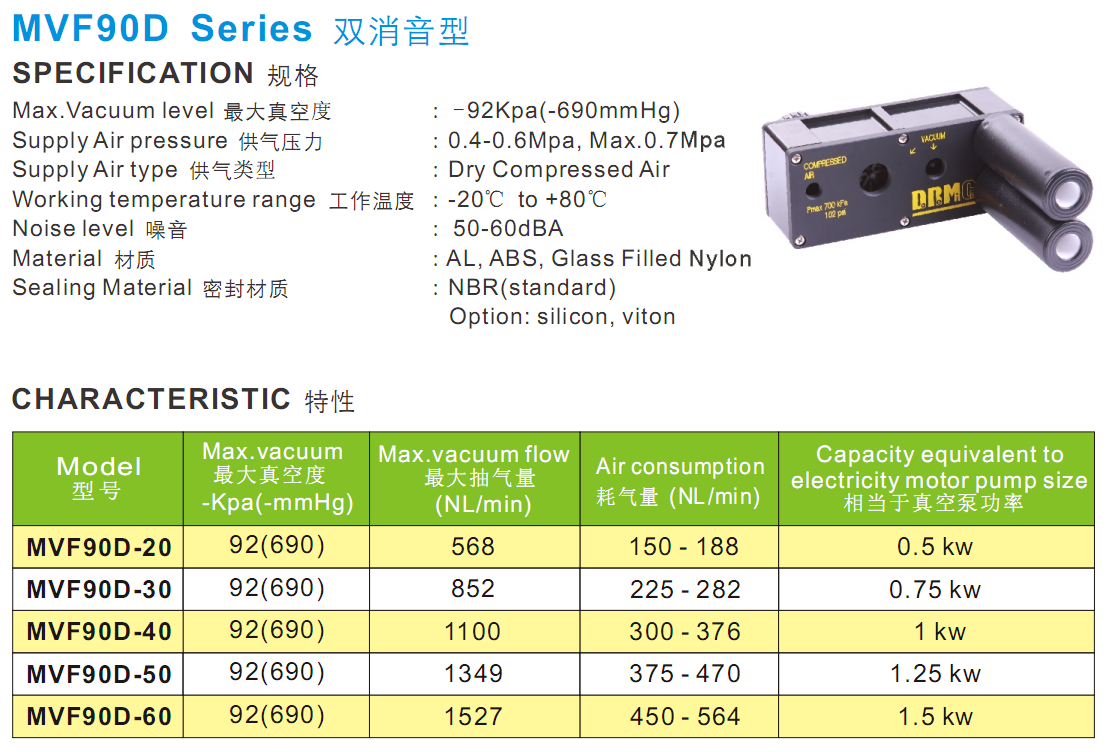 MVF90D Series 双消音型
SPECIFICATION 规格
Max.Vacuum level 最大真空度 : -92Kpa(-690mmHg)
Supply Air pressure 供气压力 : 0.4-0.6Mpa, Max.0.7Mpa
Supply Air type 供气类型 : Dry Compressed Air
Working temperature range 工作温度 : -20℃ to +80℃
Noise level 噪音 : 50-60dBA
Material 材质 : AL, ABS, Glass Filled Nylon
Sealing Material 密封材质 : NBR(standard)
Option: silicon, viton
VACUUM
COMPRESSED
AIR
Pmax 700 kPa
102 psi
CHARACTERISTIC 特性
Model
型号
Max.vacuum
最大真空度
-Kpa(-mmHg)
Max.vacuum flow
最大抽气量
(NL/min)
Air consumption
耗气量 (NL/min)
Capacity equivalent to
electricity motor pump size
相当于真空泵功率
MVF90D-20 92(690) 568 150 - 188 0.5 kw
MVF90D-30 92(690) 852 225 - 282 0.75 kw
MVF90D-40 92(690) 1100 300 - 376 1 kw
MVF90D-50 92(690) 1349 375 - 470 1.25 kw
MVF90D-60 92(690) 1527 450 - 564 1.5 kw